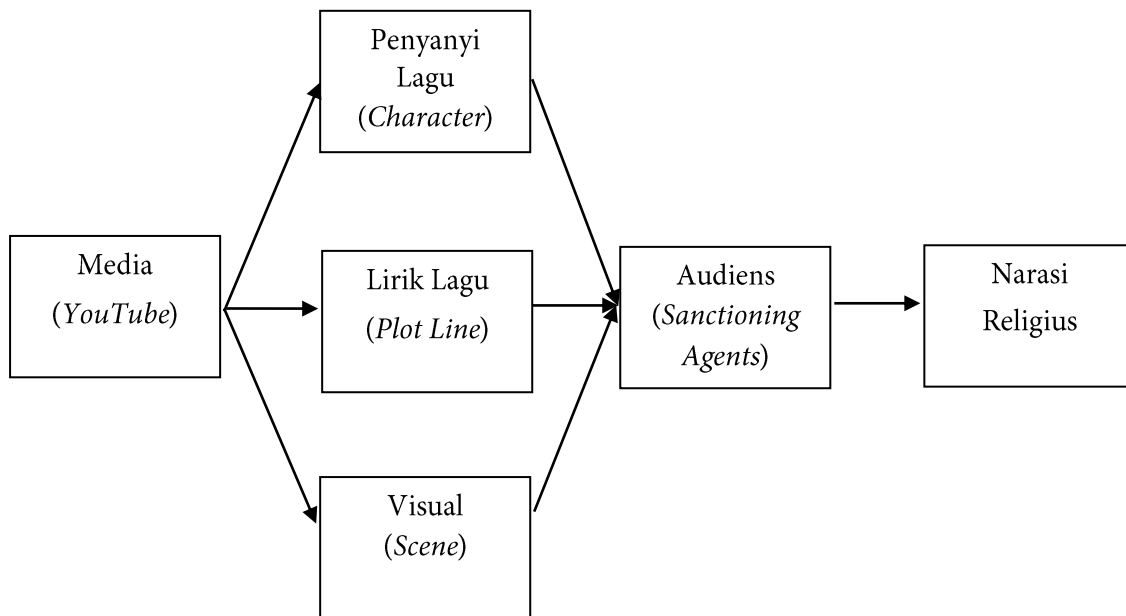 Penyanyi
Lagu
(Character)
Media
(YouTube)
Lirik Lagu
(Plot Line)
Audiens
(Sanctioning
Agents)
Narasi
Religius
Visual
(Scene)